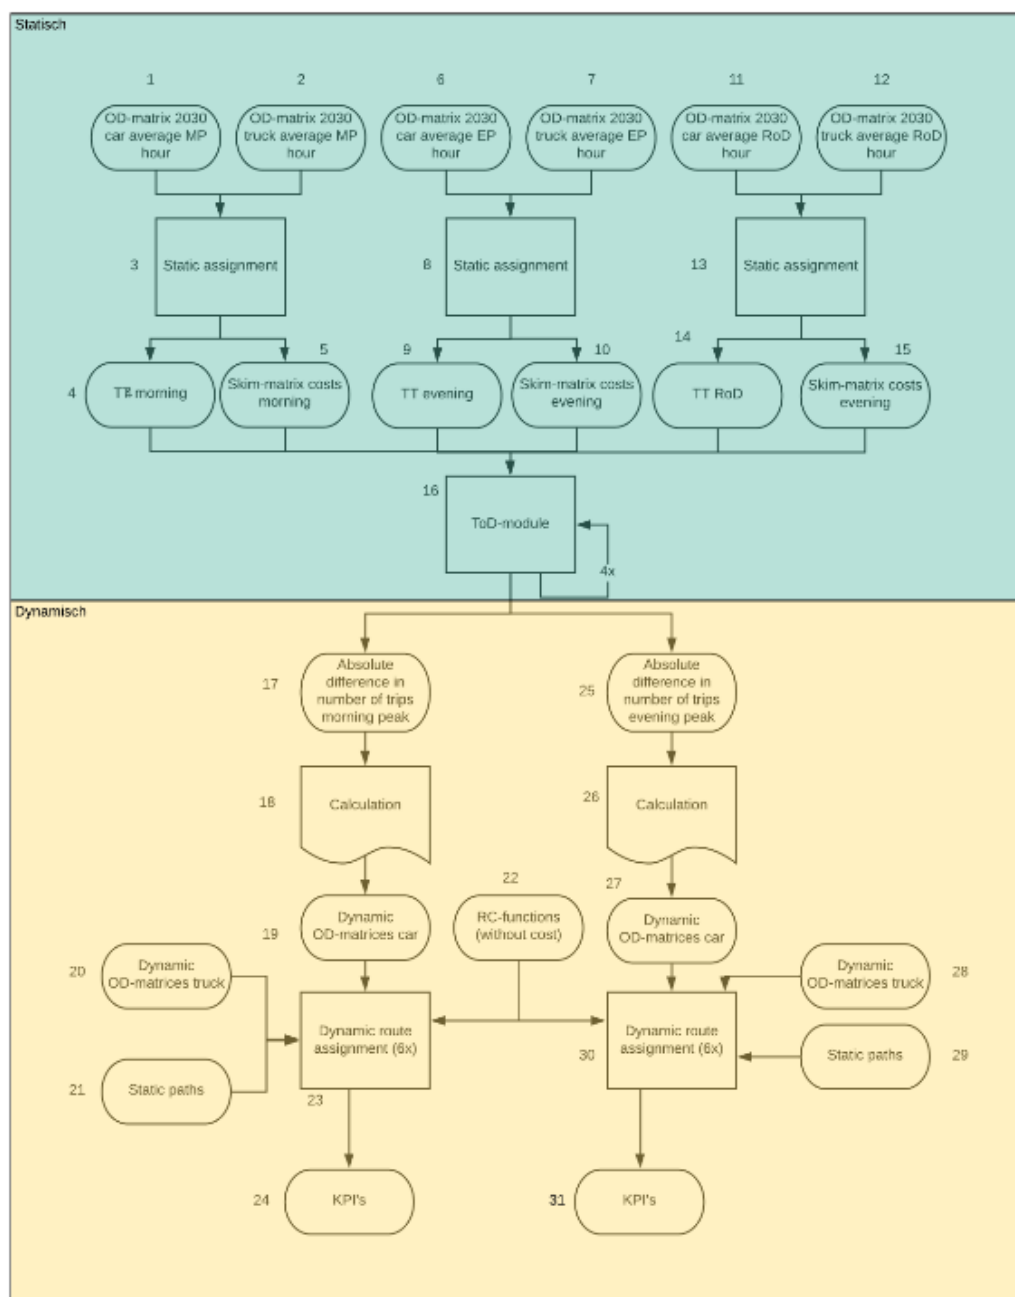 Statisch
1
2
6
7
11
12
OD-matrix 2030
car average MP
hour
OD-matrix 2030
truck average MP
hour
OD-matrix 2030
car average EP
hour
OD-matrix 2030
truck average EP
hour
OD-matrix 2030
car average RoD
hour
OD-matrix 2030
truck average RoD
hour
3
Static assignment
8
Static assignment
13
Static assignment
4
morning
5
Skim-matrix costs
morning
9
TT evening
10
Skim-matrix costs
evening
14
TT RoD
15
Skim-matrix costs
evening
16
ToD-module
4x
Dynamisch
17
Absolute
difference in
number of trips
morning peak
25
Absolute
difference in
number of trips
evening peak
18
Calculation
26
Calculation
19
Dynamic
OD-matrices car
22
RC-functions
(without cost)
27
Dynamic
OD-matrices car
20
Dynamic
OD-matrices truck
Dynamic
OD-matrices truck
28
Dynamic route
assignment (6x)
30
Dynamic route
assignment (6x)
21
Static paths
23
Static paths
29
24
KPI's
31
KPI's